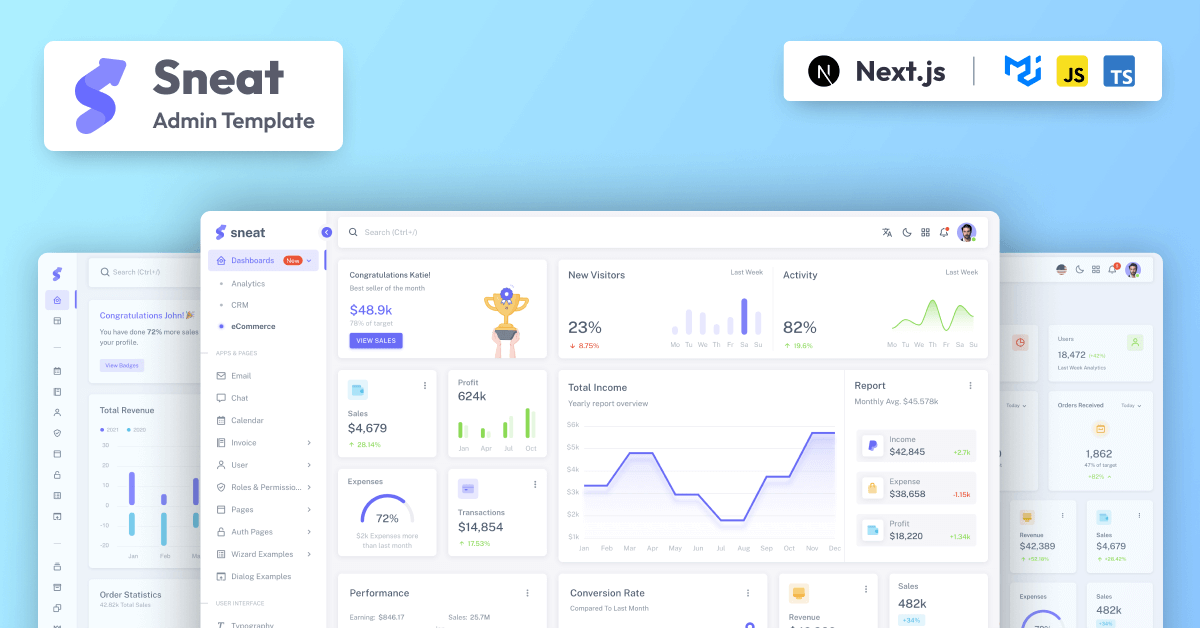 Sneat
Admin Template
Next.js
JS
TS
sneat
Search (Ctrl+/)
Dashboards New
Analytics
CRM
eCommerce
APPS & PAGES
Email
Chat
Calendar
Invoice
User
Roles & Permissio...
Pages
Auth Pages
Wizard Examples
Dialog Examples
USER INTERFACE
Typography
Congratulations Katie!
Best seller of the month
$48.9k
78% of target
VIEW SALES
New Visitors
Last Week
23%
8.75%
Mo Tu We Th Fr Sa Su
Activity
Last Week
82%
19.6%
Mo Tu We Th Fr Sa Su
Sales
$4,679
28.14%
Profit
624k
Jan Apr Jul Oct
Expenses
72%
$2k Expenses more
than last month
Transactions
$14,854
17.53%
Total Income
Yearly report overview
$6k
$5k
$4k
$3k
$2k
$1k
Jan Feb Mar Apr May Jun Jul Aug Sep Oct Nov Dec
Report
Monthly Avg. $45.578k
Income
$42,845
+2.7k
Expense
$38,658
-1.15k
Profit
$18,220
+1.34k
Performance
Earning: $846.17
Sales: 25.7M
Conversion Rate
Compared To Last Month
Revenue
Sales
482k
+34%
Search (Ctrl+/)
Congratulations John!🎉
You have done 72% more sales
your profile.
View Badges
Total Revenue
2021 2020
30
20
10
0
-10
-20
Jan Feb Ma
Order Statistics
42.82k Total Sales
Users
18,472 (+42%)
Last Week Analytics
Today
Orders Received
Today
1,862
47% of target
+82%
Revenue
$42,389
+52.18%
Sales
$4,679
+28.42%
Expenses
78%
Sales
482k
+34%